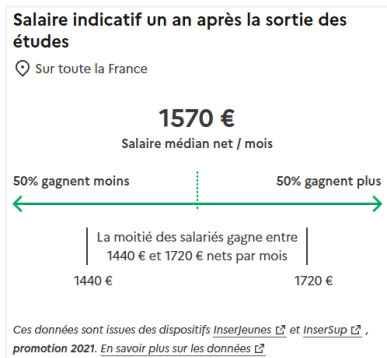 Salaire indicatif un an après la sortie des
études
Sur toute la France
1570 €
Salaire médian net / mois
50% gagnent moins
50% gagnent plus
La moitié des salariés gagne entre
1440 € et 1720 € nets par mois
1440 €
1720 €
Ces données sont issues des dispositifs InserJeunes et InserSup ,
promotion 2021. En savoir plus sur les données